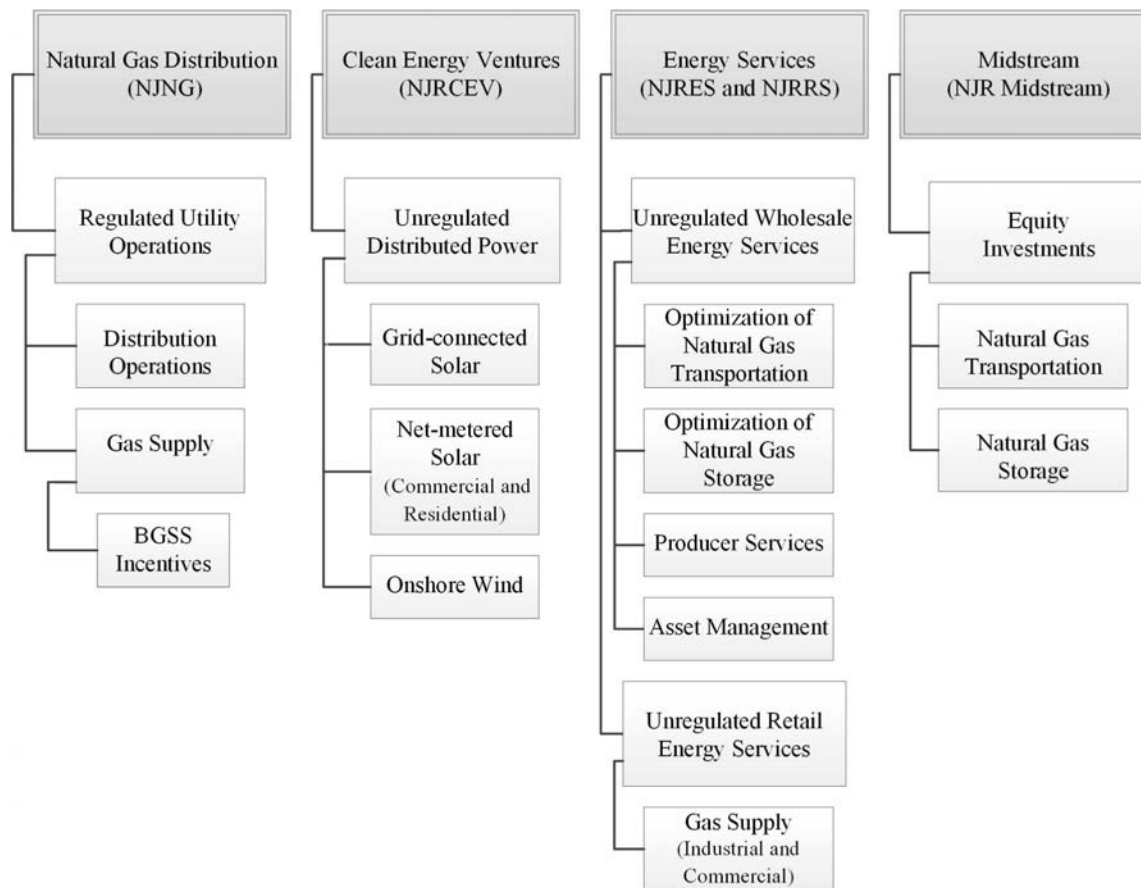 Natural Gas Distribution
(NJNG)
Regulated Utility
Operations
Distribution
Operations
Gas Supply
BGSS
Incentives
Clean Energy Ventures
(NJRCEV)
Unregulated
Distributed Power
Grid-connected
Solar
Net-metered
Solar
(Commercial and
Residential)
Onshore Wind
Energy Services
(NJRES and NJRRS)
Unregulated Wholesale
Energy Services
Optimization of
Natural Gas
Transportation
Optimization of
Natural Gas
Storage
Producer Services
Asset Management
Unregulated Retail
Energy Services
Gas Supply
(Industrial and
Commercial)
Midstream
(NJR Midstream)
Equity
Investments
Natural Gas
Transportation
Natural Gas
Storage